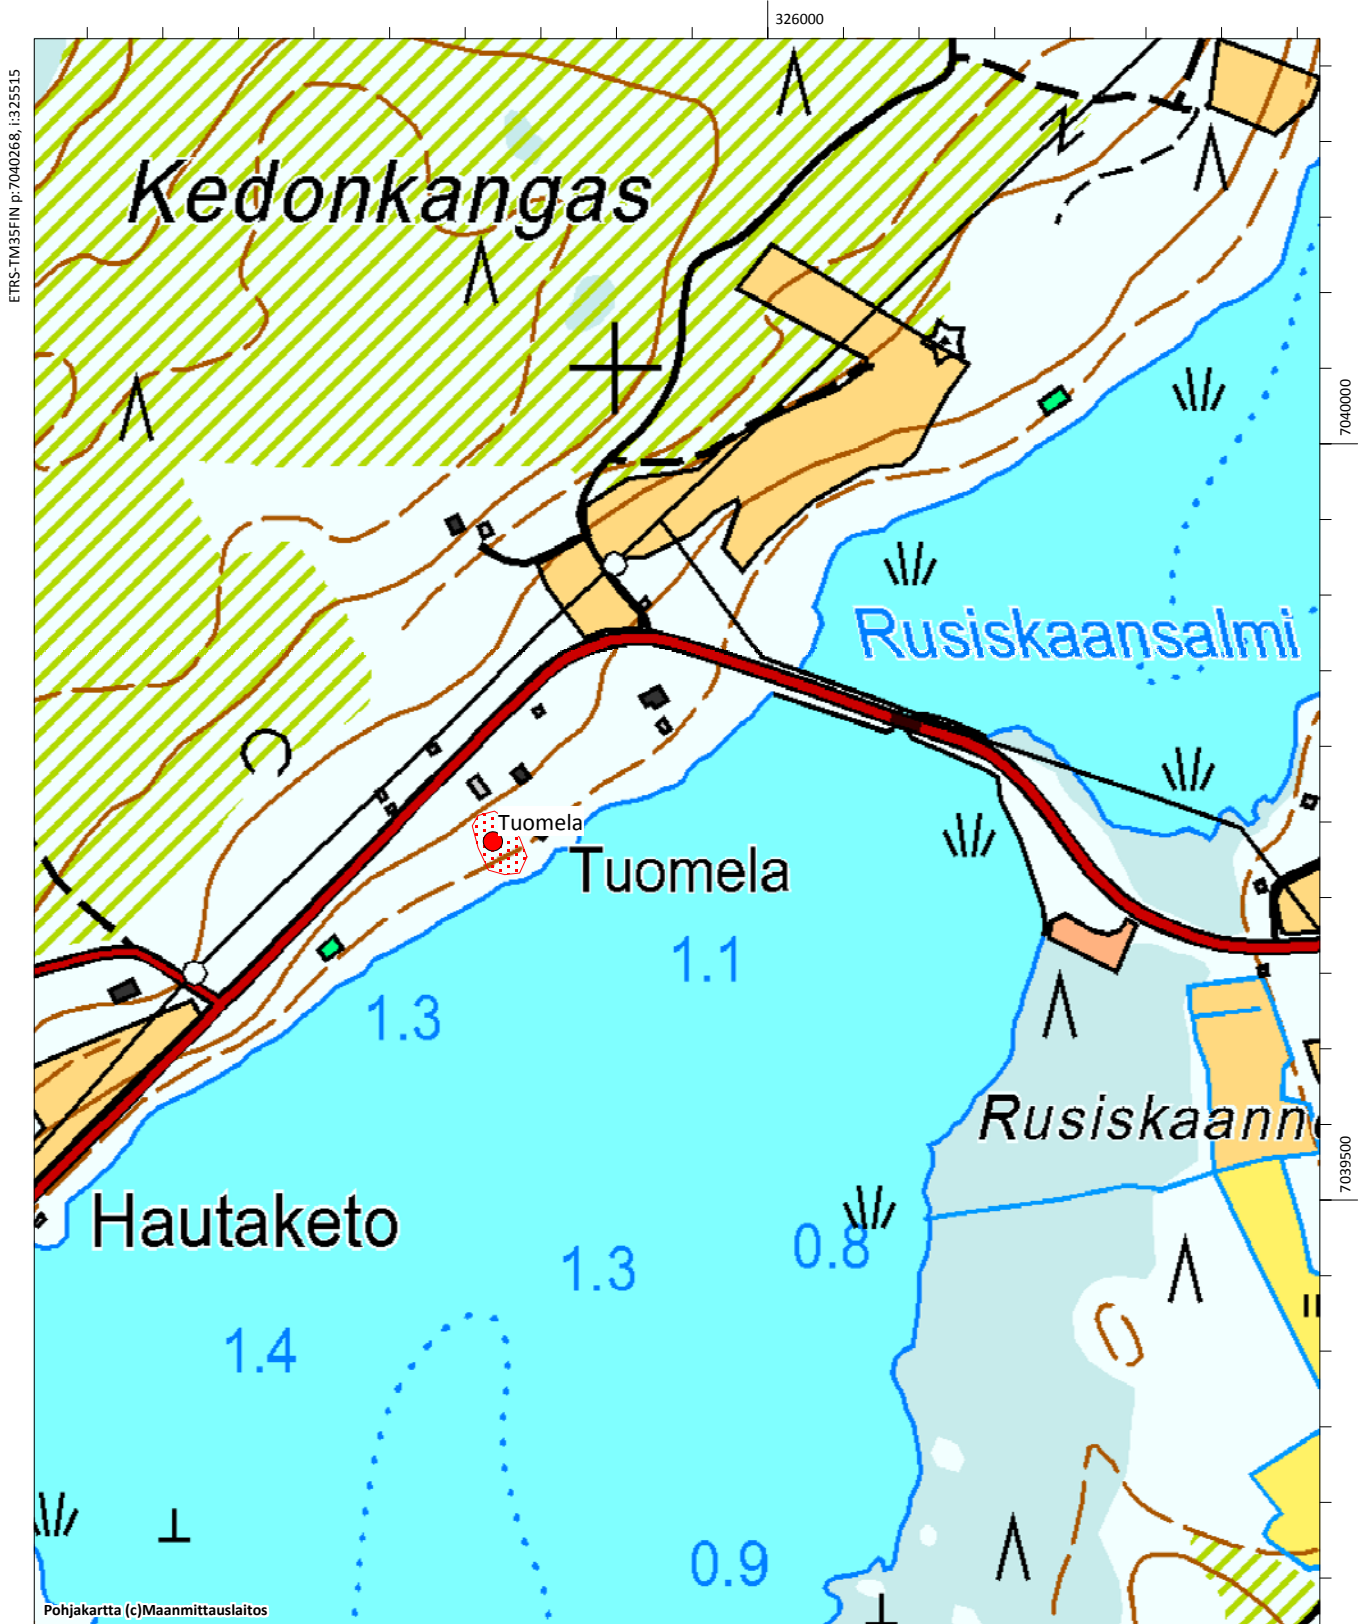 326000
ETRS-TM35FIN p:7040268, i:325515
Kedonkangas
7040000
Rusiskaansalmi
Tuomela
Tuomela
1.1
1.3
Rusiskaann
7039500
Hautaketo
0.8
1.3
1.4
0.9
Pohjakartta (c)Maanmittauslaitos